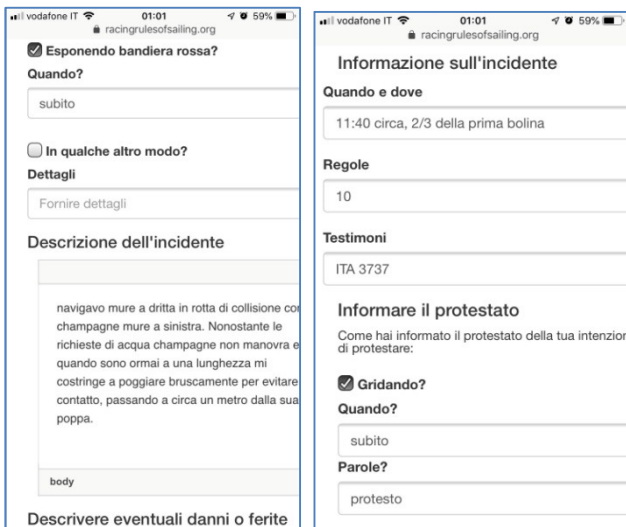 vodafone IT 01:01 59%
racingrulesofsailing.org
Esponendo bandiera rossa?
Quando?
subito
In qualche altro modo?
Dettagli
Fornire dettagli
Descrizione dell'incidente
navigavo mure a dritta in rotta di collisione con
champagne mure a sinistra. Nonostante le
richieste di acqua champagne non manovra e
quando sono ormai a una lunghezza mi
costringe a poggiare bruscamente per evitare
contatto, passando a circa un metro dalla sua
poppa.
body
Descrivere eventuali danni o ferite
vodafone IT 01:01 59%
racingrulesofsailing.org
Informazione sull'incidente
Quando e dove
11:40 circa, 2/3 della prima bolina
Regole
10
Testimoni
ITA 3737
Informare il protestato
Come hai informato il protestato della tua intenzion
di protestare:
Gridando?
Quando?
subito
Parole?
protesto